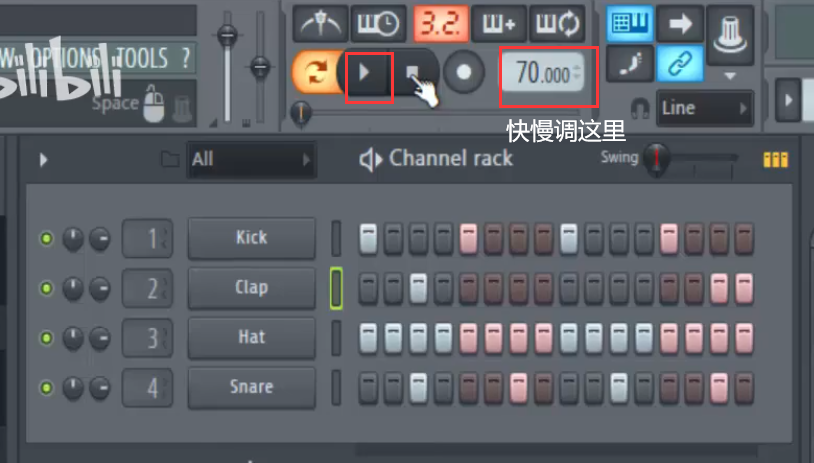 3.2.
W OPTIONS TOOLS ?
bilibili
Space
70.000
快慢调这里
Line
All
Channel rack
Swing
1 Kick
2 Clap
3 Hat
4 Snare